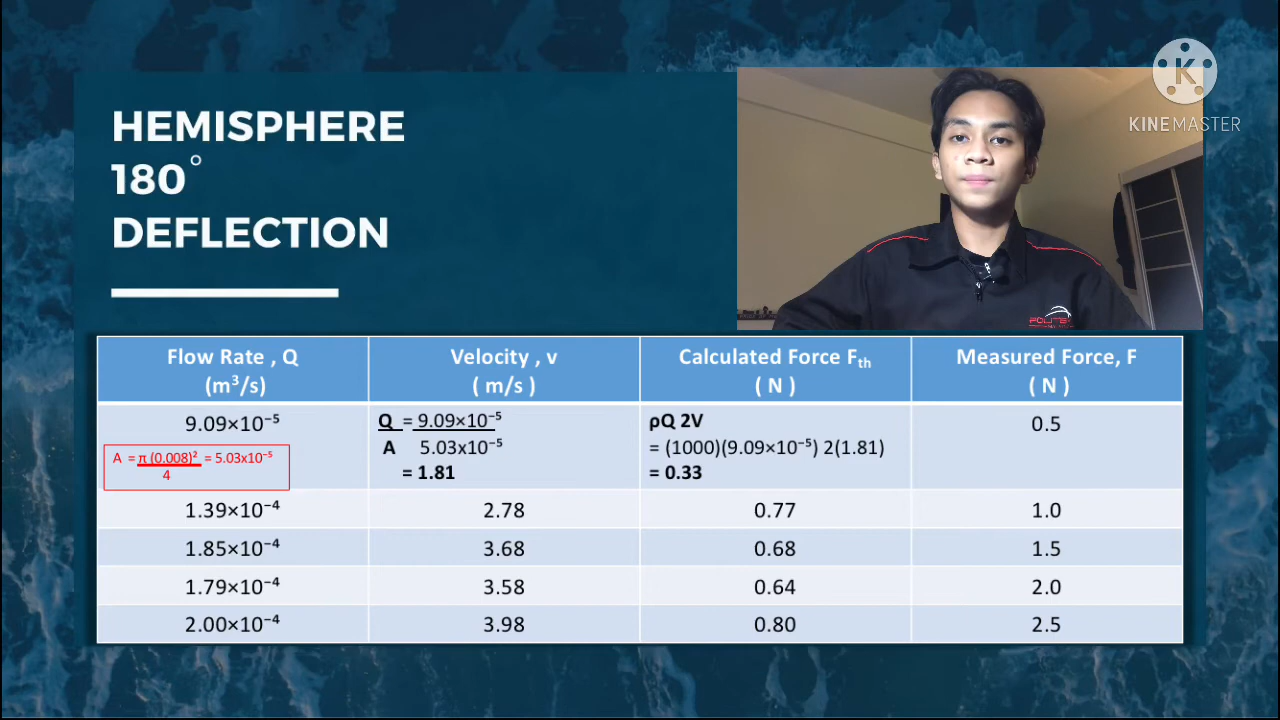 HEMISPHERE
180°
DEFLECTION
KINEMASTER
Flow Rate , Q
(m³/s)
Velocity , v
( m/s )
Calculated Force Fth
( N )
Measured Force, F
( N )
9.09×10⁻⁵
A = π (0.008)² = 5.03x10⁻⁵
4
Q = 9.09×10⁻⁵
A 5.03x10⁻⁵
= 1.81
ρQ 2V
= (1000)(9.09×10⁻⁵) 2(1.81)
= 0.33
0.5
1.39×10⁻⁴ 2.78 0.77 1.0
1.85×10⁻⁴ 3.68 0.68 1.5
1.79×10⁻⁴ 3.58 0.64 2.0
2.00×10⁻⁴ 3.98 0.80 2.5